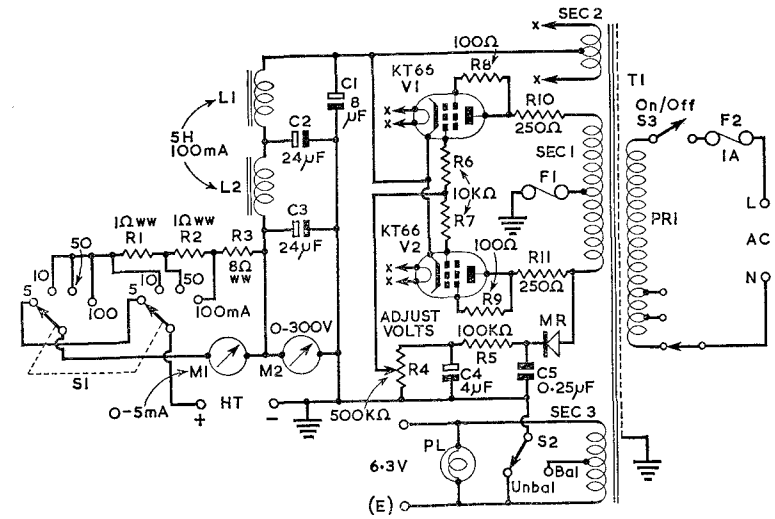 SEC 2
x
x
100Ω
R8
KT66
V1
x
x
R10
250Ω
T1
On/Off
S3
F2
1A
C1
8
μF
L1
C2
24μF
5H
100mA
L2
C3
24μF
R6
10KΩ
R7
SEC 1
F1
PR1
L
AC
N
KT66
V2
x
x
100Ω
R9
R11
250Ω
1Ω ww
1Ω ww
50
R1
R2
R3
8Ω
ww
10
5
100
10
5
50
100mA
S1
M1
0-5mA
M2
0-300V
+ HT -
ADJUST
VOLTS
R4
500KΩ
100KΩ
R5
MR
C4
4μF
C5
0·25μF
SEC 3
6·3V
PL
S2
Bal
Unbal
(E)